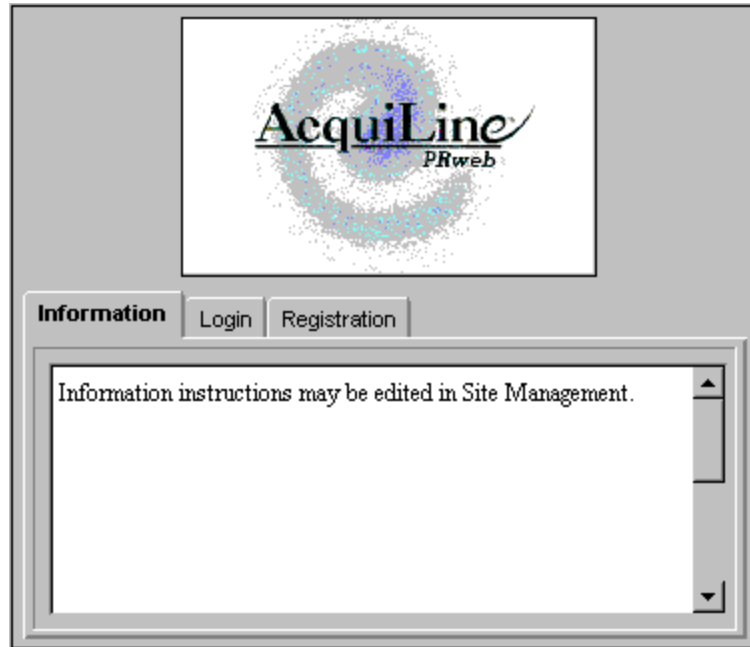 AcquiLine
PRweb
Information Login Registration
Information instructions may be edited in Site Management.